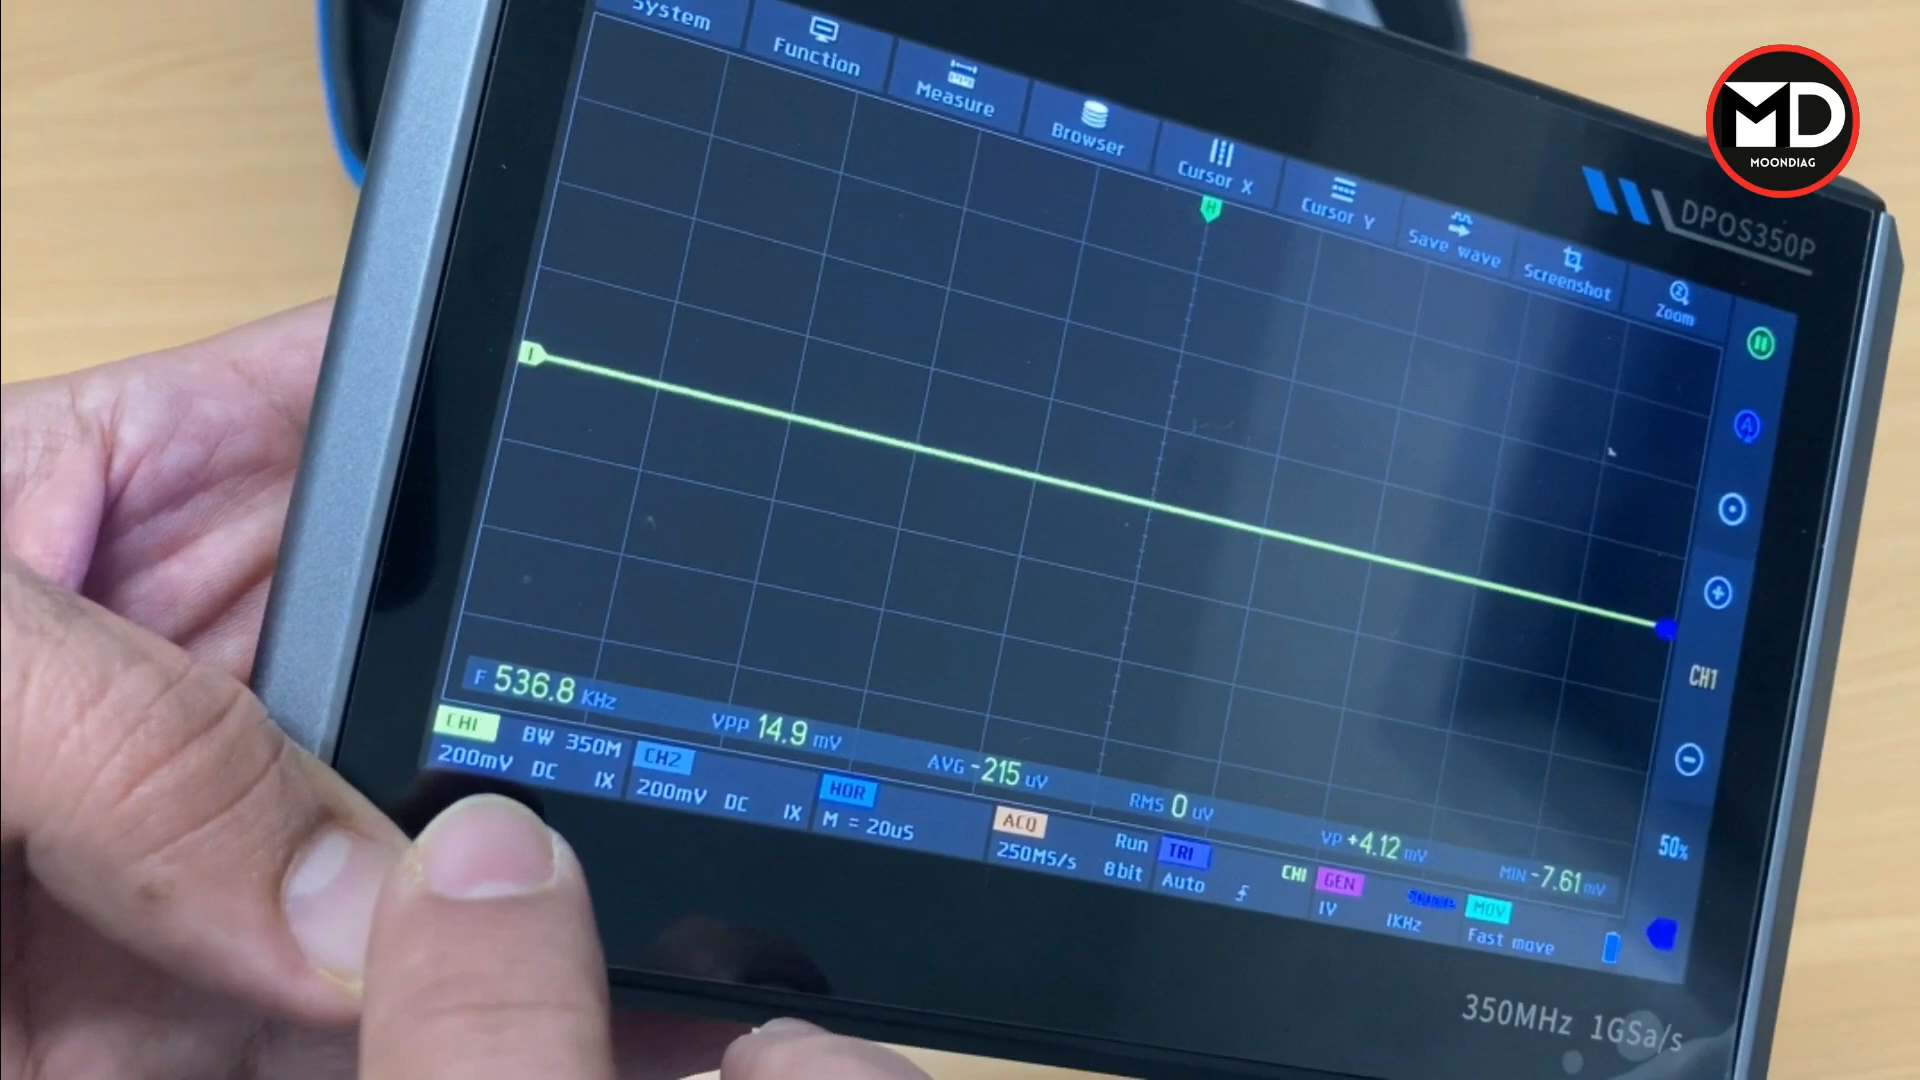 System
Function
Measure
Browser
Cursor X
Cursor Y
Save wave
Screenshot
Zoom
MD
MOONDIAG
DPOS350P
H
A
1
CH1
50%
F 536.8 KHz
VPP 14.9 mV
AVG -215 uV
RMS 0 uV
VP +4.12 mV
MIN -7.61 mV
CH1 BW 350M
200mV DC 1X
CH2
200mV DC 1X
HOR
M = 20uS
ACQ Run
250MS/s 8bit
TRI CH1
Auto
GEN Square
1V 1KHz
MOV
Fast move
350MHz 1GSa/s